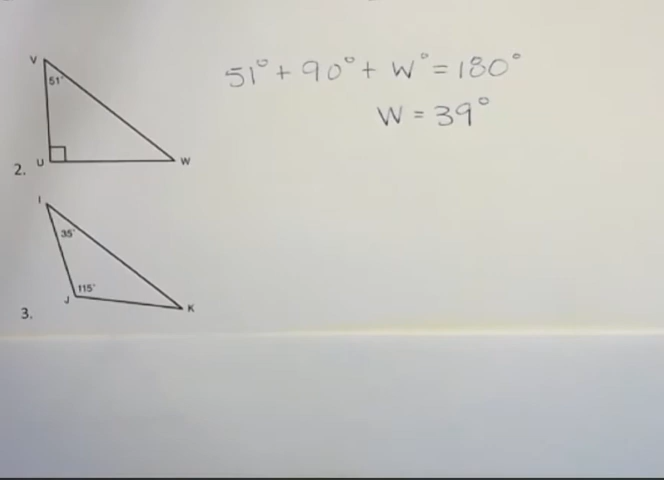 V
51°
51° + 90° + W° = 180°
W = 39°
2.
U
W
I
35°
115°
J
K
3.